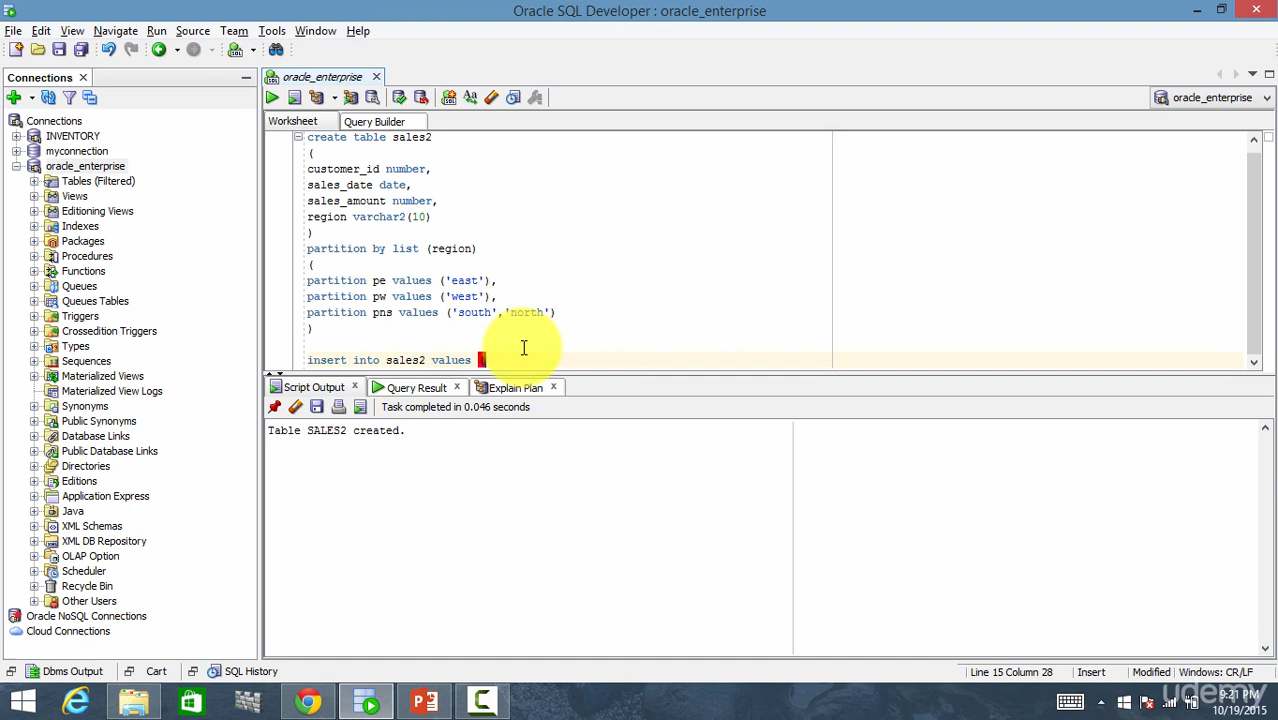 Oracle SQL Developer : oracle_enterprise
File Edit View Navigate Run Source Team Tools Window Help
Connections
oracle_enterprise
oracle_enterprise
Worksheet Query Builder
Connections
INVENTORY
myconnection
oracle_enterprise
Tables (Filtered)
Views
Editioning Views
Indexes
Packages
Procedures
Functions
Queues
Queues Tables
Triggers
Crossedition Triggers
Types
Sequences
Materialized Views
Materialized View Logs
Synonyms
Public Synonyms
Database Links
Public Database Links
Directories
Editions
Application Express
Java
XML Schemas
XML DB Repository
OLAP Option
Scheduler
Recycle Bin
Other Users
Oracle NoSQL Connections
Cloud Connections
create table sales2
(
customer_id number,
sales_date date,
sales_amount number,
region varchar2(10)
)
partition by list (region)
(
partition pe values ('east'),
partition pw values ('west'),
partition pns values ('south','north')
)
insert into sales2 values
Script Output Query Result Explain Plan
Task completed in 0.046 seconds
Table SALES2 created.
Dbms Output Cart SQL History
Line 15 Column 28 Insert Modified Windows: CR/LF
9:21 PM
10/19/2015
udemy